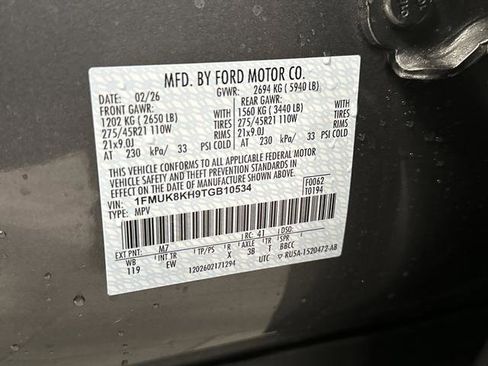 MFD. BY FORD MOTOR CO.
DATE: 02/26 GVWR: 2694 KG ( 5940 LB)
FRONT GAWR: REAR GAWR:
1202 KG (2650 LB) WITH 1560 KG (3440 LB) WITH
275/45R21 110W TIRES 275/45R21 110W TIRES
21x9.0J RIMS 21x9.0J RIMS
AT 230 kPa/ 33 PSI COLD AT 230 kPa/ 33 PSI COLD
THIS VEHICLE CONFORMS TO ALL APPLICABLE FEDERAL MOTOR
VEHICLE SAFETY AND THEFT PREVENTION STANDARDS IN EFFECT
ON THE DATE OF MANUFACTURE SHOWN ABOVE.
VIN: 1FMUK8KH9TGB10534 F0062
TYPE: MPV T0194
EXT PNT: M7 RC: 41 DSO:
WB INT TR TP/PS R AXLE TR SPR
119 EW X 3B T BBCC
1202602171294 UTC RU5A-1520472-AB